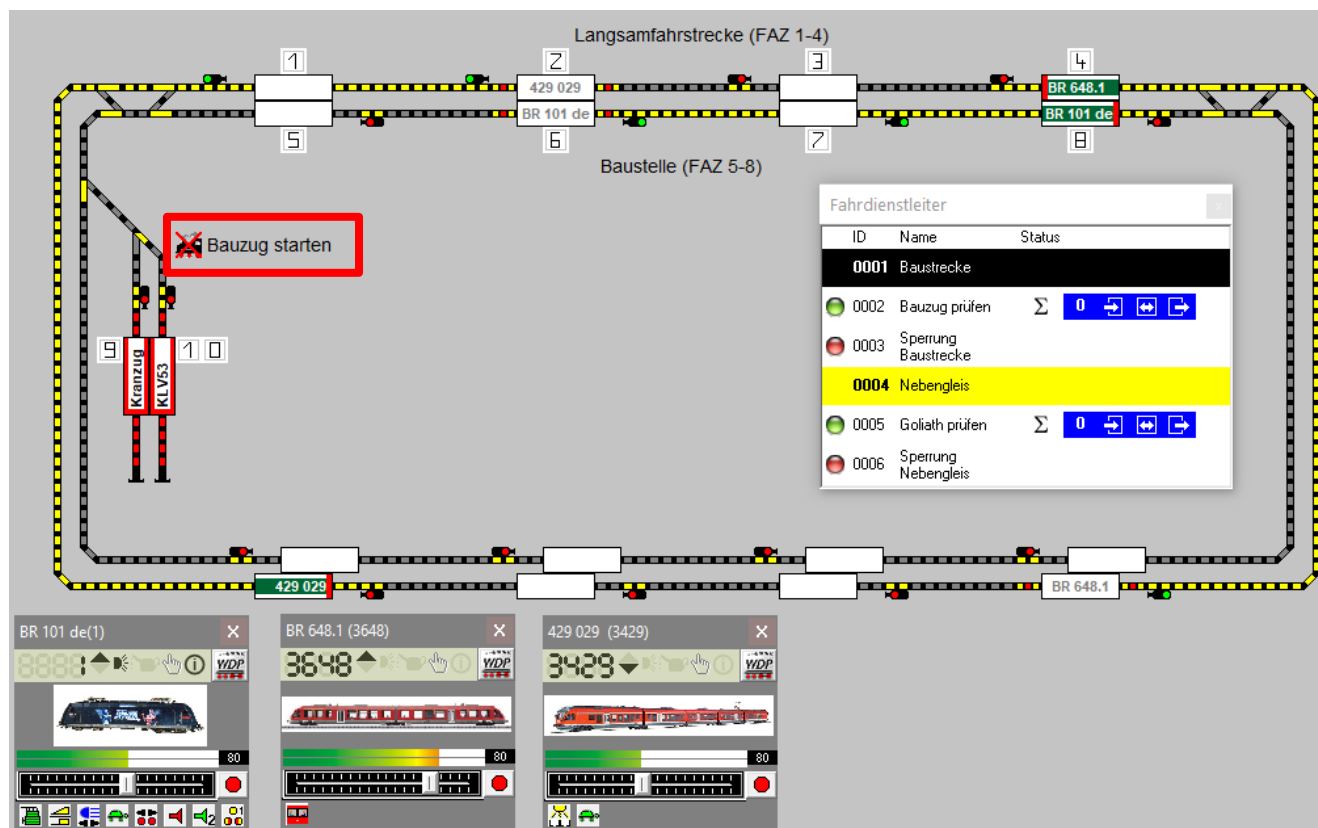 Langsamfahrstrecke (FAZ 1-4)
1
2
3
4
429 029
BR 648.1
BR 101 de
BR 101 de
5
6
7
8
Baustelle (FAZ 5-8)
Bauzug starten
Fahrdienstleiter
x
ID Name Status
0001 Baustrecke
0002 Bauzug prüfen Σ 0
0003 Sperrung
Baustrecke
0004 Nebengleis
0005 Goliath prüfen Σ 0
0006 Sperrung
Nebengleis
9
10
Kranzug
KLV53
429 029
BR 648.1
BR 101 de(1)
X
BR 648.1 (3648)
X
429 029 (3429)
X
1
WDP
3648
WDP
3429
WDP
80
80
80
2
1